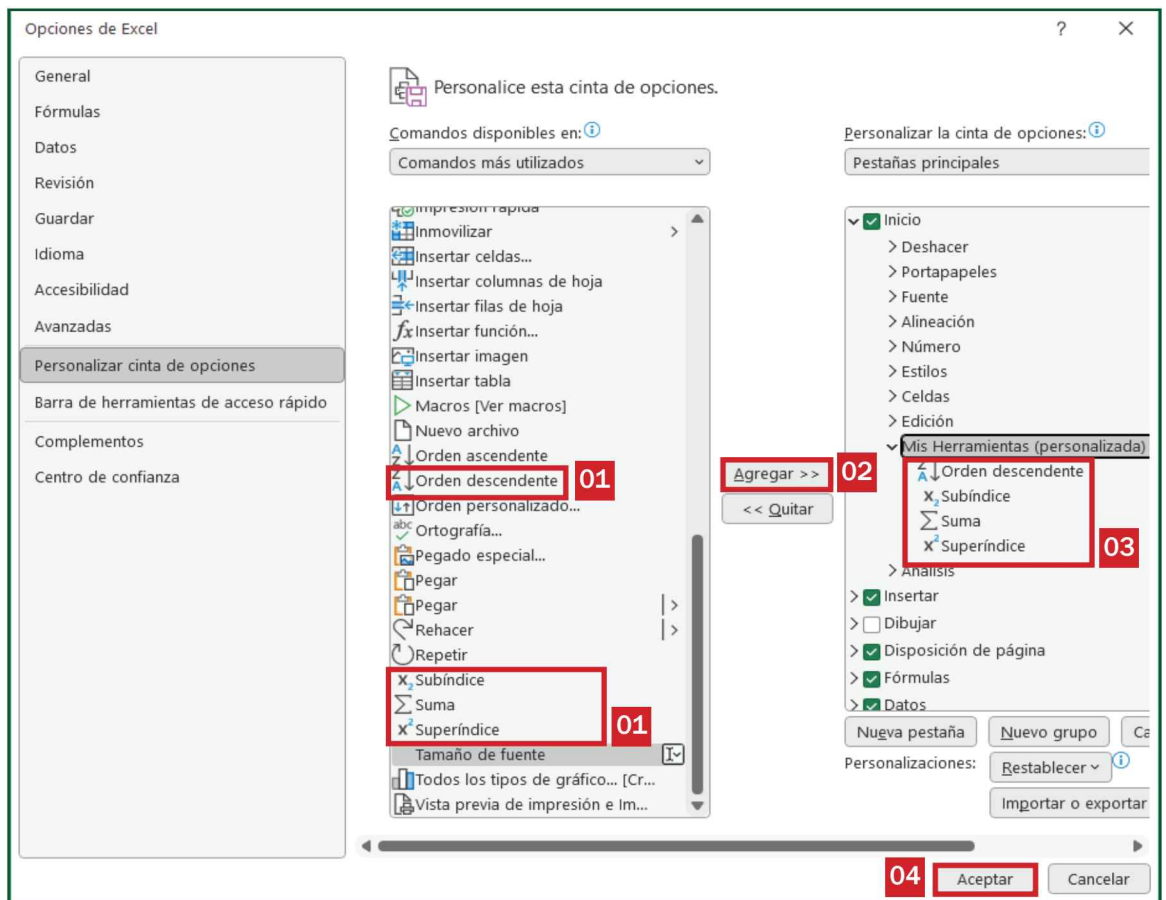 Opciones de Excel
?
General
Fórmulas
Datos
Revisión
Guardar
Idioma
Accesibilidad
Avanzadas
Personalizar cinta de opciones
Barra de herramientas de acceso rápido
Complementos
Centro de confianza
Personalice esta cinta de opciones.
Comandos disponibles en:
Comandos más utilizados
Impresión rápida
Inmovilizar
Insertar celdas...
Insertar columnas de hoja
Insertar filas de hoja
fx Insertar función...
Insertar imagen
Insertar tabla
Macros [Ver macros]
Nuevo archivo
Orden ascendente
Orden descendente 01
Orden personalizado...
abc Ortografía...
Pegado especial...
Pegar
Pegar
Rehacer
Repetir
Subíndice
Suma
Superíndice 01
Tamaño de fuente
Todos los tipos de gráfico... [Cr...
Vista previa de impresión e Im...
Agregar >> 02
<< Quitar
Personalizar la cinta de opciones:
Pestañas principales
Inicio
Deshacer
Portapapeles
Fuente
Alineación
Número
Estilos
Celdas
Edición
Mis Herramientas (personalizada)
Orden descendente
Subíndice
Suma
Superíndice 03
Análisis
Insertar
Dibujar
Disposición de página
Fórmulas
Datos
Nueva pestaña Nuevo grupo Ca
Personalizaciones: Restablecer
Importar o exportar
04 Aceptar Cancelar